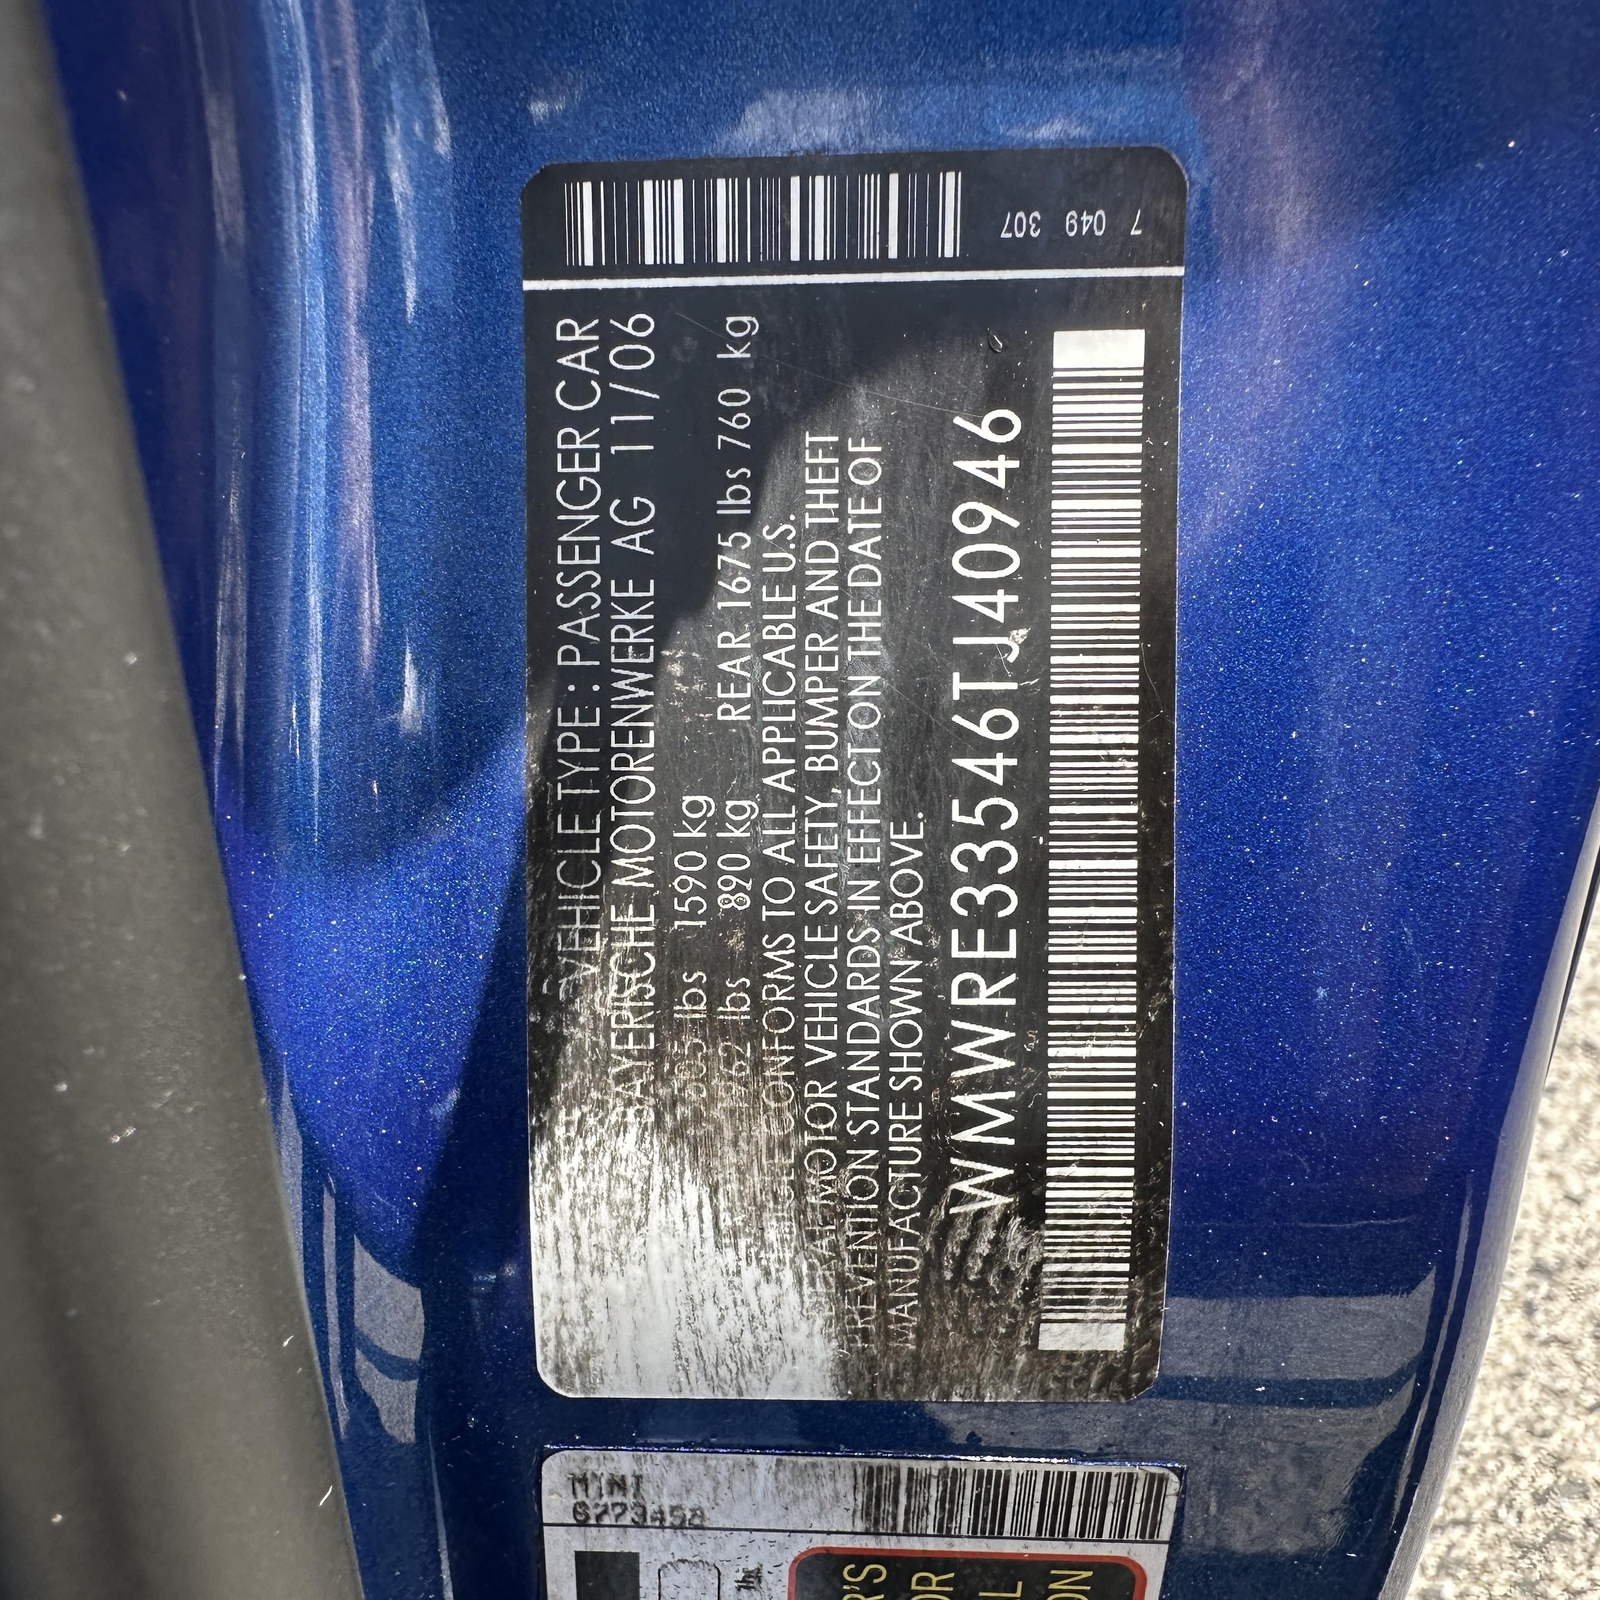 7 049 307
VEHICLE TYPE: PASSENGER CAR
BAYERISCHE MOTORENWERKE AG 11/06
lbs 1590 kg
lbs 890 kg REAR 1675 lbs 760 kg
CONFORMS TO ALL APPLICABLE U.S.
MOTOR VEHICLE SAFETY, BUMPER AND THEFT
PREVENTION STANDARDS IN EFFECT ON THE DATE OF
MANUFACTURE SHOWN ABOVE.
WMWRE33546TJ40946
MINI
6773458